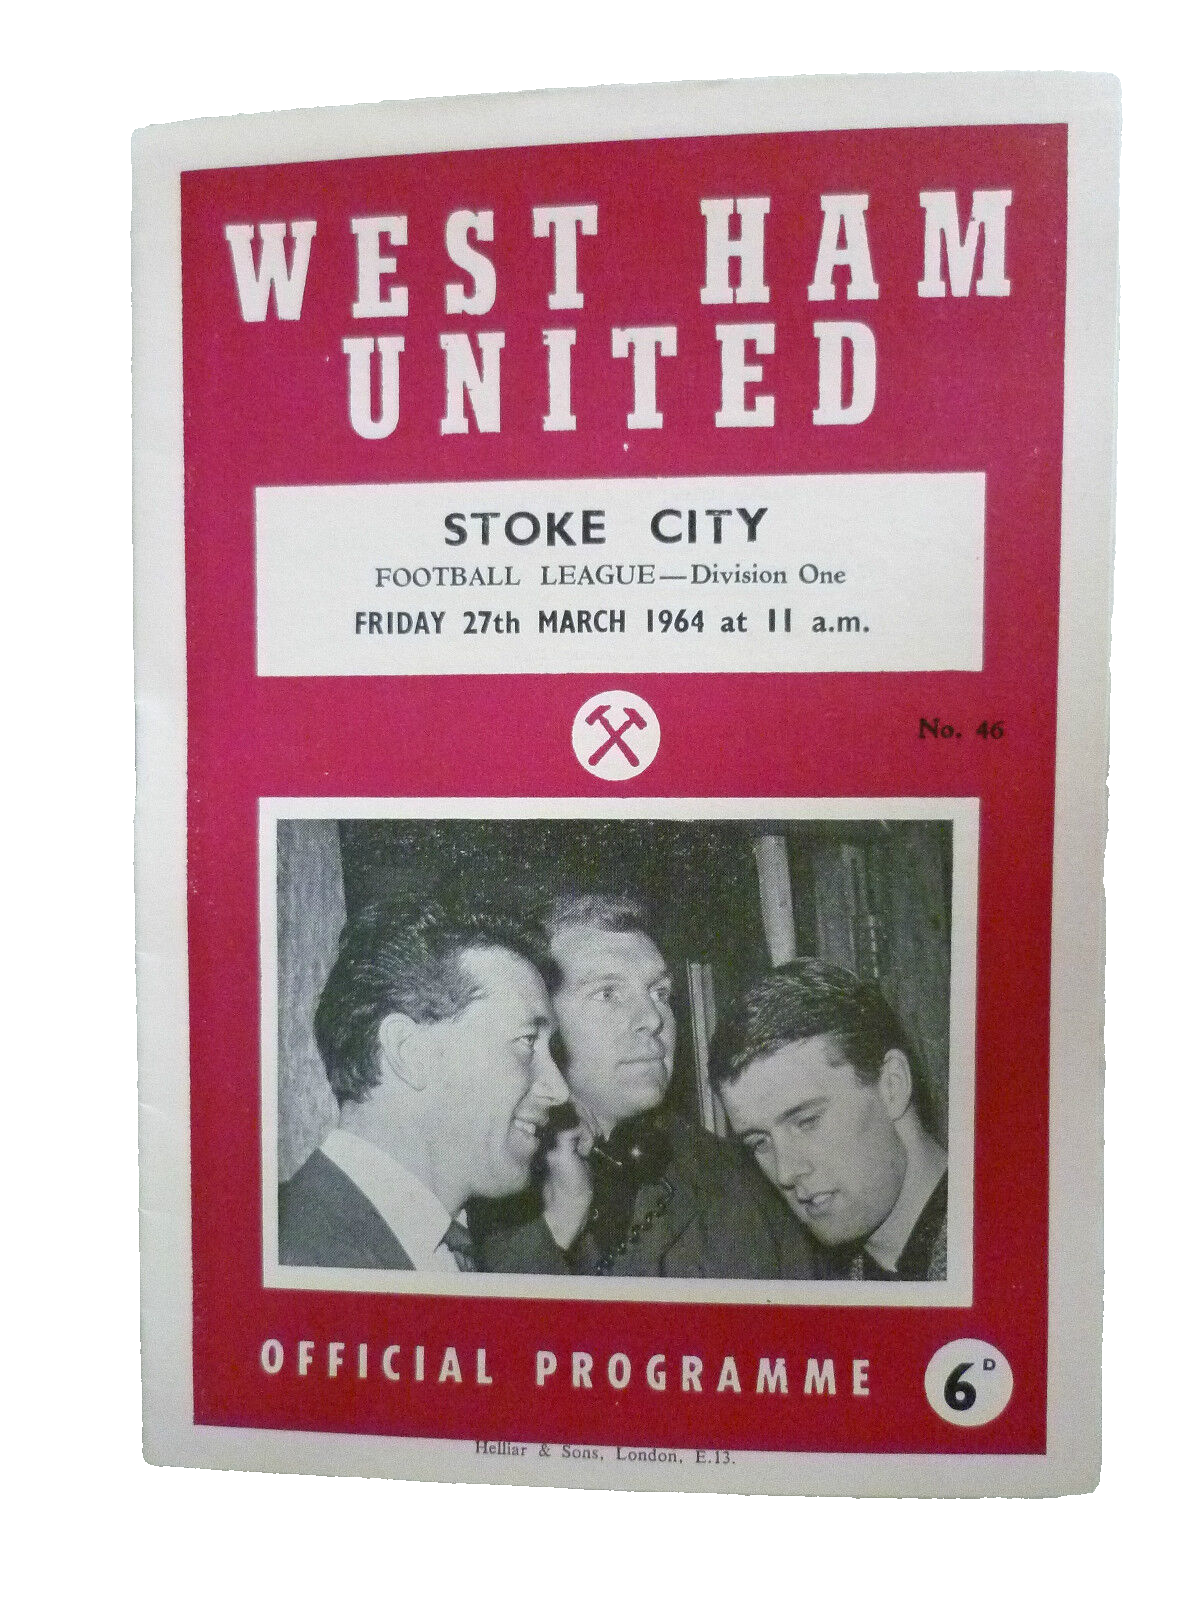 WEST HAM
UNITED
STOKE CITY
FOOTBALL LEAGUE—Division One
FRIDAY 27th MARCH 1964 at 11 a.m.
No. 46
OFFICIAL PROGRAMME
6D
Helliar & Sons, London, E.13.